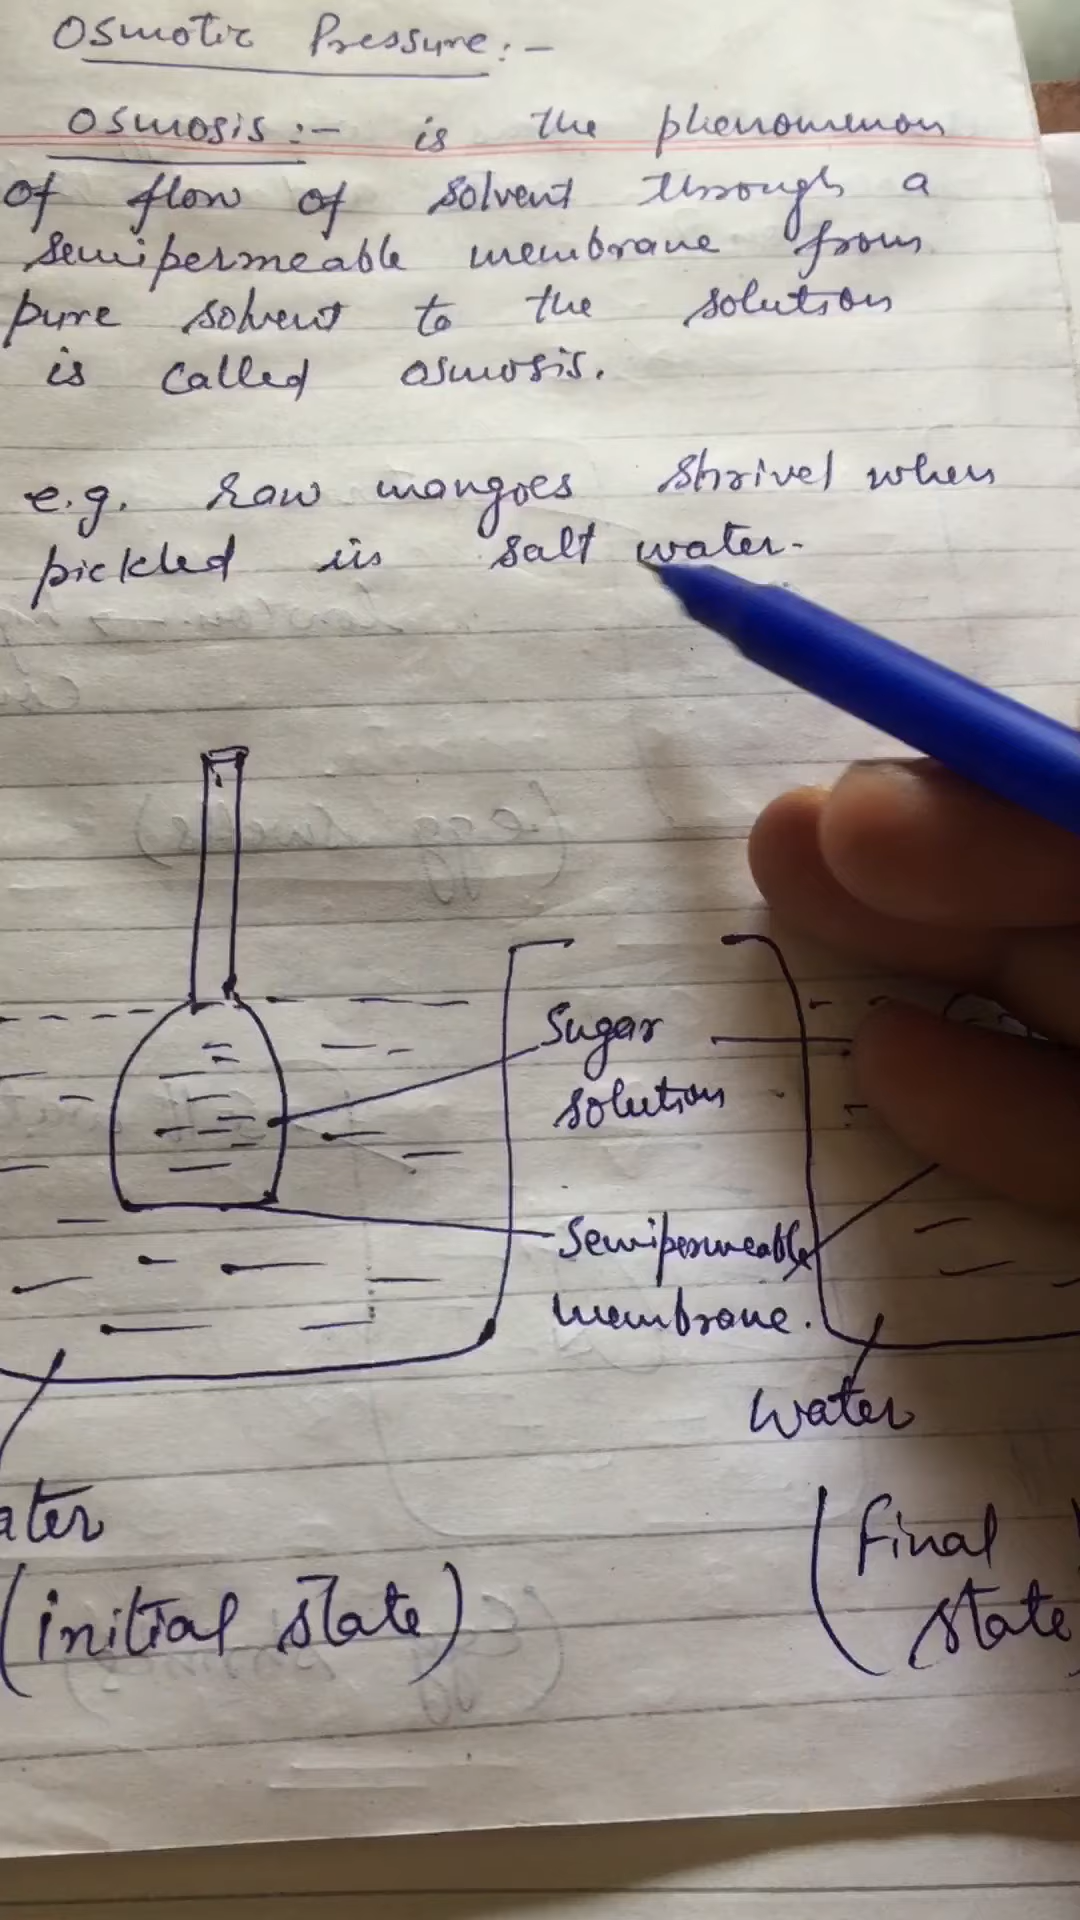 Osmotic Pressure:-
Osmosis:- is the phenomenon
of flow of solvent through a
semipermeable membrane from
pure solvent to the solution
is called osmosis.
e.g. Raw mangoes shrivel when
pickled in salt water.
(egg swells)
Sugar
solution
Semipermeable
membrane.
Water
ater
(initial state)
(Final
state)